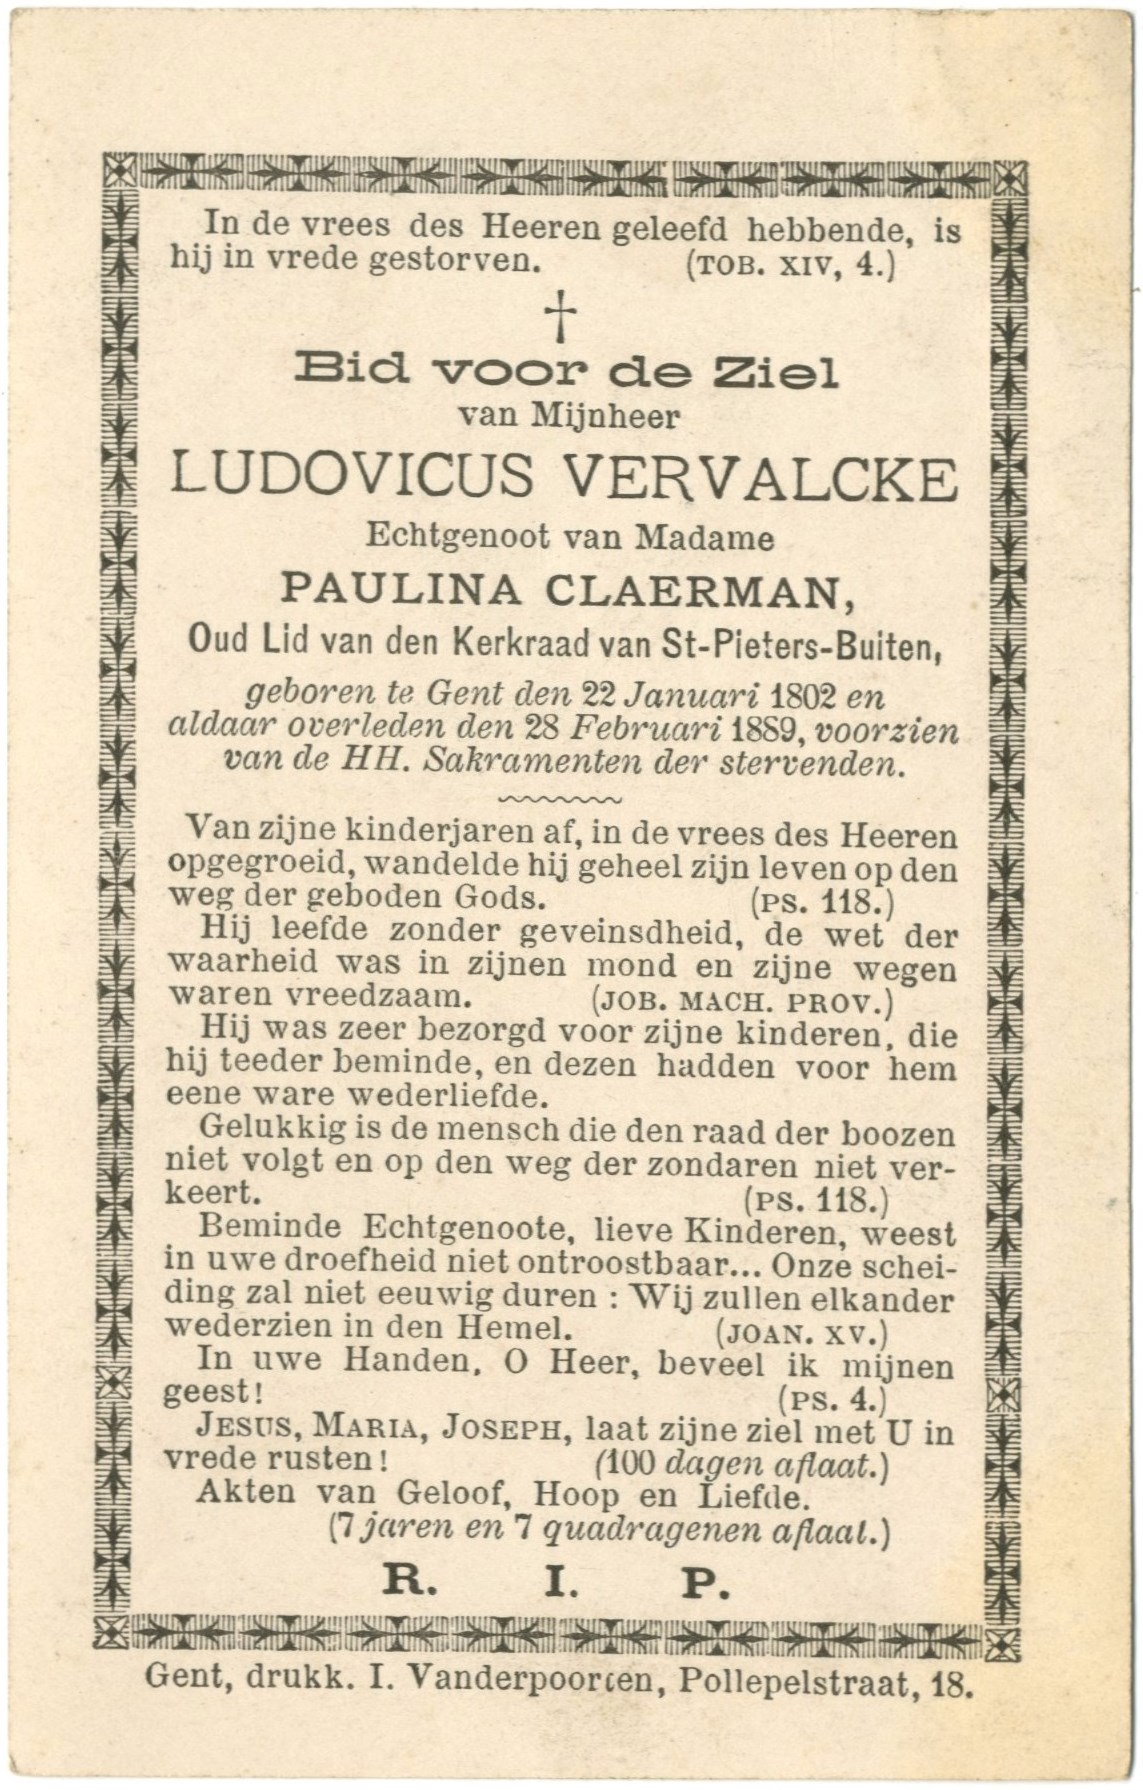 In de vrees des Heeren geleefd hebbende, is
hij in vrede gestorven. (TOB. XIV, 4.)
†
Bid voor de Ziel
van Mijnheer
LUDOVICUS VERVALCKE
Echtgenoot van Madame
PAULINA CLAERMAN,
Oud Lid van den Kerkraad van St-Pieters-Buiten,
geboren te Gent den 22 Januari 1802 en
aldaar overleden den 28 Februari 1889, voorzien
van de HH. Sakramenten der stervenden.
Van zijne kinderjaren af, in de vrees des Heeren
opgegroeid, wandelde hij geheel zijn leven op den
weg der geboden Gods. (PS. 118.)
Hij leefde zonder geveinsdheid, de wet der
waarheid was in zijnen mond en zijne wegen
waren vreedzaam. (JOB. MACH. PROV.)
Hij was zeer bezorgd voor zijne kinderen, die
hij teeder beminde, en dezen hadden voor hem
eene ware wederliefde.
Gelukkig is de mensch die den raad der boozen
niet volgt en op den weg der zondaren niet ver-
keert. (PS. 118.)
Beminde Echtgenoote, lieve Kinderen, weest
in uwe droefheid niet ontroostbaar... Onze schei-
ding zal niet eeuwig duren : Wij zullen elkander
wederzien in den Hemel. (JOAN. XV.)
In uwe Handen, O Heer, beveel ik mijnen
geest! (PS. 4.)
JESUS, MARIA, JOSEPH, laat zijne ziel met U in
vrede rusten! (100 dagen aflaat.)
Akten van Geloof, Hoop en Liefde.
(7 jaren en 7 quadragenen aflaat.)
R. I. P.
Gent, drukk. I. Vanderpoorten, Pollepelstraat, 18.